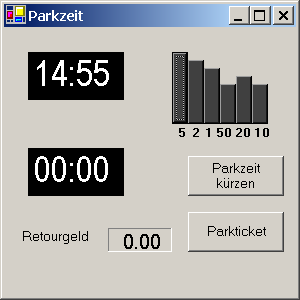 Parkzeit
14:55
5 2 1 50 20 10
00:00
Parkzeit
kürzen
Retourgeld
0.00
Parkticket